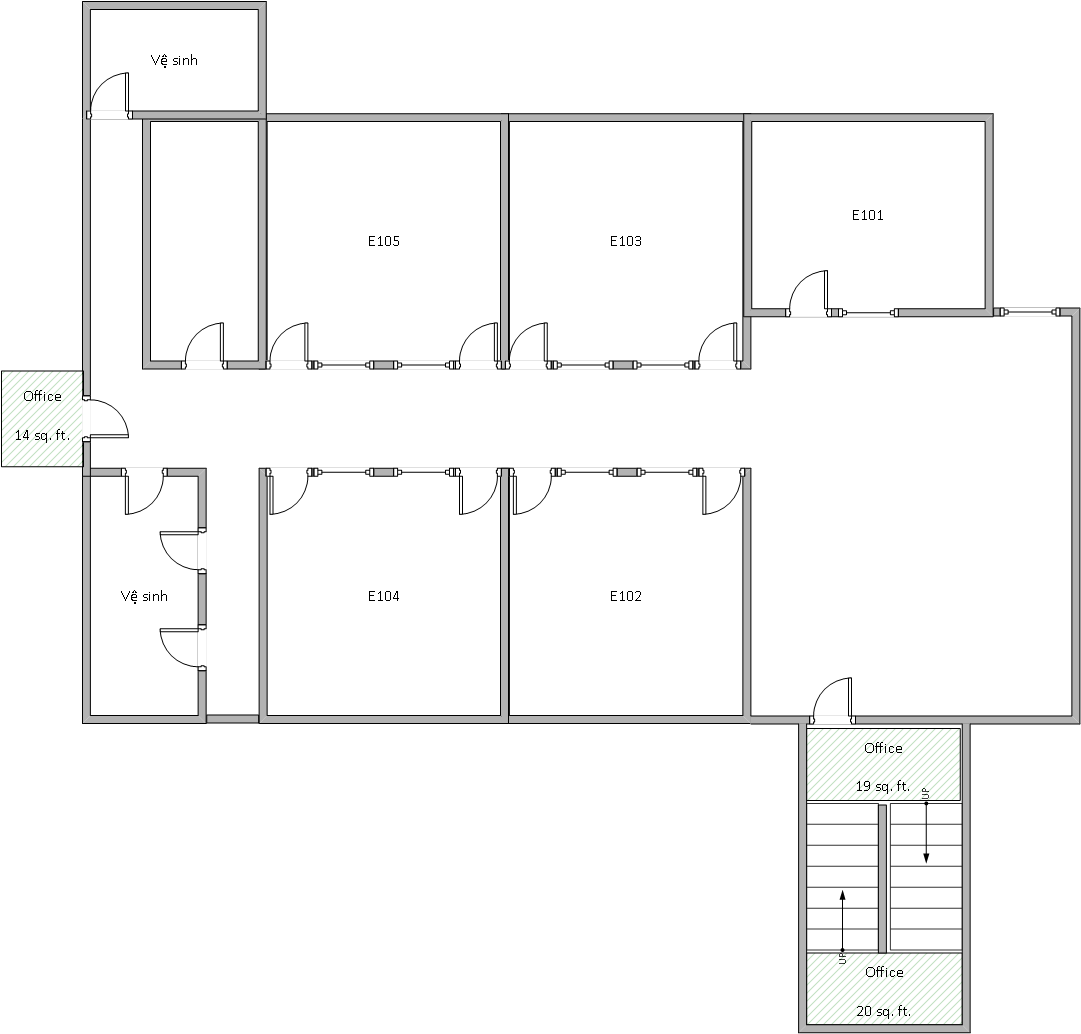 Vệ sinh
E105
E103
E101
Office
14 sq. ft.
Vệ sinh
E104
E102
Office
19 sq. ft.
UP
UP
Office
20 sq. ft.